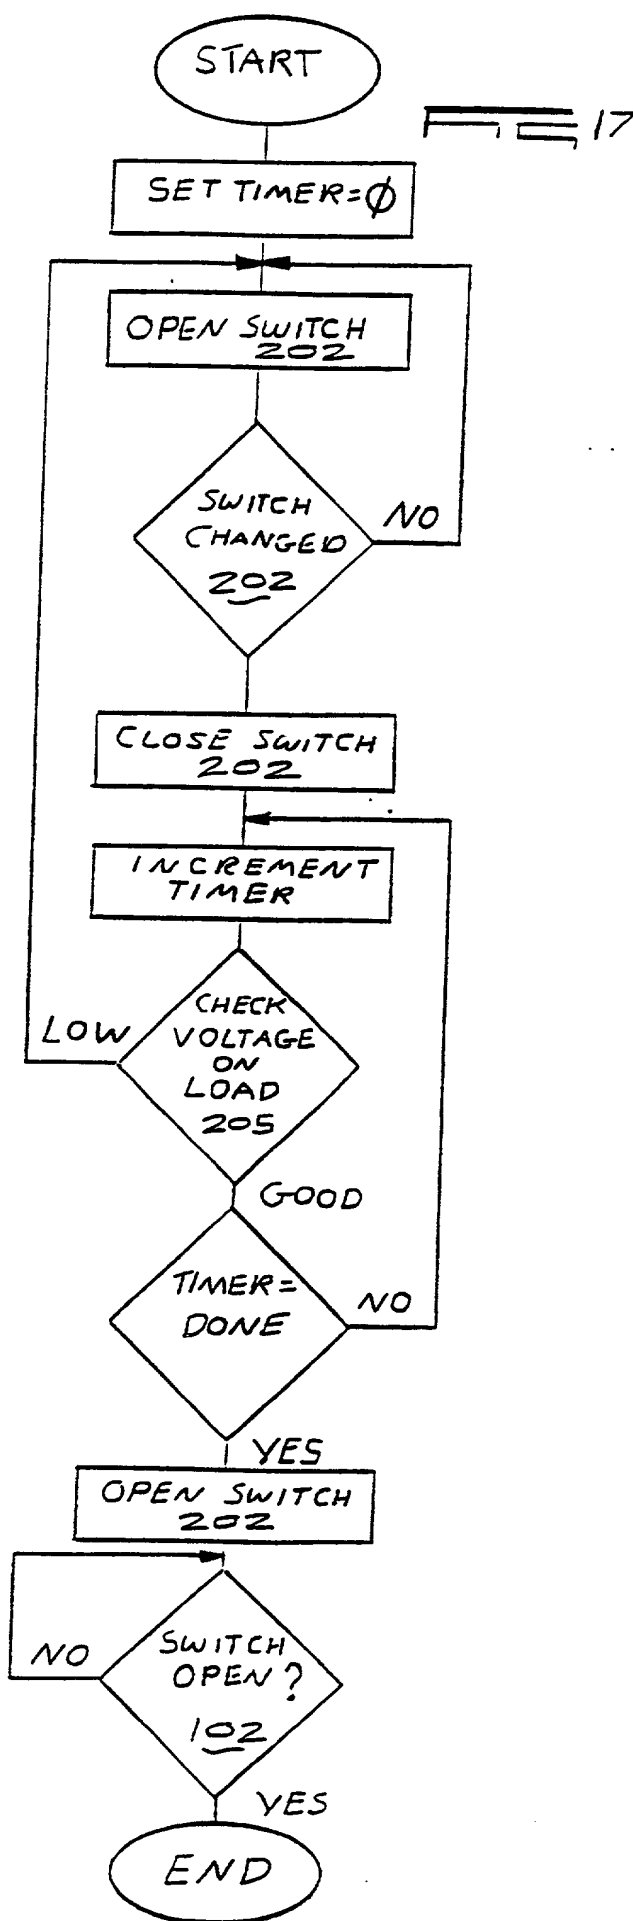 START
FIG 17
SET TIMER=Ø
OPEN SWITCH
202
SWITCH
CHANGED
202
NO
CLOSE SWITCH
202
INCREMENT
TIMER
CHECK
VOLTAGE
ON
LOAD
205
LOW
GOOD
TIMER=
DONE
NO
YES
OPEN SWITCH
202
SWITCH
OPEN?
102
NO
YES
END